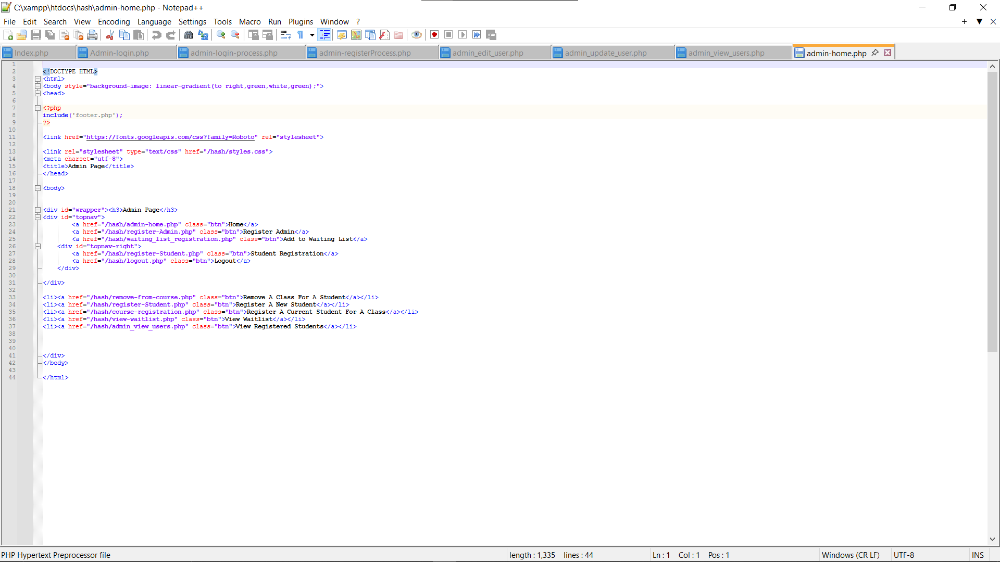 C:\xampp\htdocs\hash\admin-home.php - Notepad++
File Edit Search View Encoding Language Settings Tools Macro Run Plugins Window ?
Index.php Admin-login.php admin-login-process.php admin-registerProcess.php admin_edit_user.php admin_update_user.php admin_view_users.php admin-home.php
1
2 <!DOCTYPE HTML>
3 <html>
4 <body style="background-image: linear-gradient(to right,green,white,green);">
5 <head>
6
7 <?php
8 include('footer.php');
9 ?>
10
11 <link href="https://fonts.googleapis.com/css?family=Roboto" rel="stylesheet">
12
13 <link rel="stylesheet" type="text/css" href="/hash/styles.css">
14 <meta charset="utf-8">
15 <title>Admin Page</title>
16 </head>
17
18 <body>
19
20
21 <div id="wrapper"><h3>Admin Page</h3>
22 <div id="topnav">
23 <a href="/hash/admin-home.php" class="btn">Home</a>
24 <a href="/hash/register-Admin.php" class="btn">Register Admin</a>
25 <a href="/hash/waiting_list_registration.php" class="btn">Add to Waiting List</a>
26 <div id="topnav-right">
27 <a href="/hash/register-Student.php" class="btn">Student Registration</a>
28 <a href="/hash/logout.php" class="btn">Logout</a>
29 </div>
30
31 </div>
32
33 <li><a href="/hash/remove-from-course.php" class="btn">Remove A Class For A Student</a></li>
34 <li><a href="/hash/register-Student.php" class="btn">Register A New Student</a></li>
35 <li><a href="/hash/course-registration.php" class="btn">Register A Current Student For A Class</a></li>
36 <li><a href="/hash/view-waitlist.php" class="btn">View Waitlist</a></li>
37 <li><a href="/hash/admin_view_users.php" class="btn">View Registered Students</a></li>
38
39
40
41 </div>
42 </body>
43
44 </html>
PHP Hypertext Preprocessor file length : 1,335 lines : 44 Ln : 1 Col : 1 Pos : 1 Windows (CR LF) UTF-8 INS